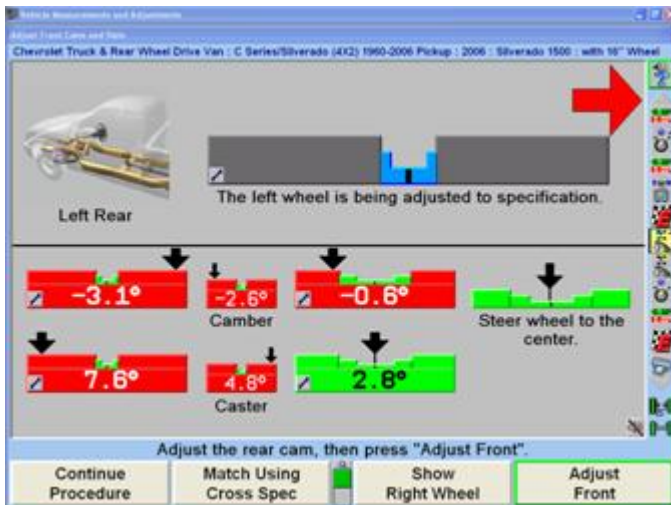 Vehicle Measurements and Adjustments
Adjust Front Cams and Slots
Chevrolet Truck & Rear Wheel Drive Van : C Series/Silverado (4X2) 1960-2006 Pickup : 2006 : Silverado 1500 : with 16" Wheel
Left Rear
The left wheel is being adjusted to specification.
-3.1°
-2.6°
-0.6°
Camber
Steer wheel to the
center.
7.6°
4.8°
2.8°
Caster
Adjust the rear cam, then press "Adjust Front".
Continue
Procedure
Match Using
Cross Spec
Show
Right Wheel
Adjust
Front